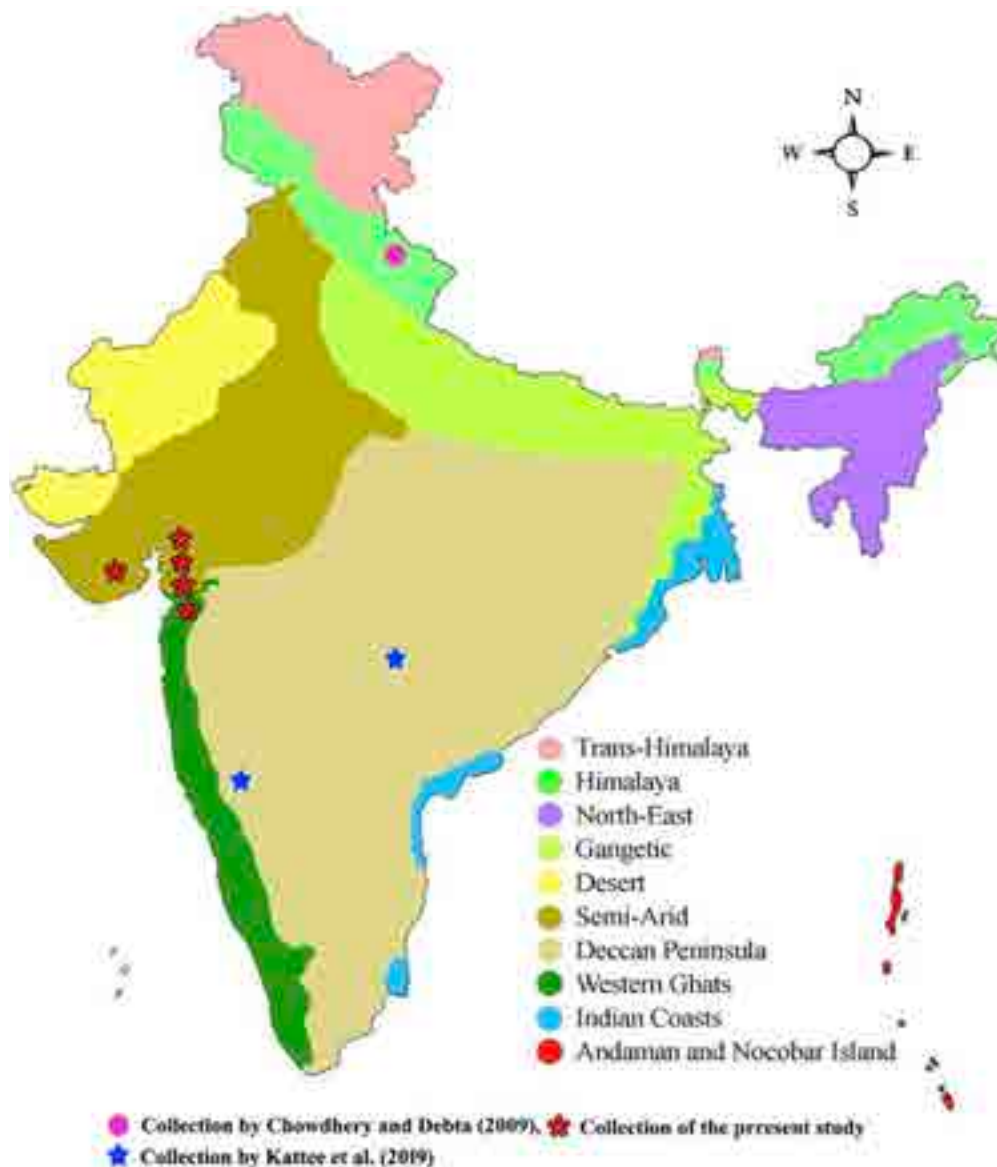 N
W E
S
Trans-Himalaya
Himalaya
North-East
Gangetic
Desert
Semi-Arid
Deccan Peninsula
Western Ghats
Indian Coasts
Andaman and Nocobar Island
Collection by Chowdhery and Debta (2009), Collection of the prresent study
Collection by Kattee et al. (2019)